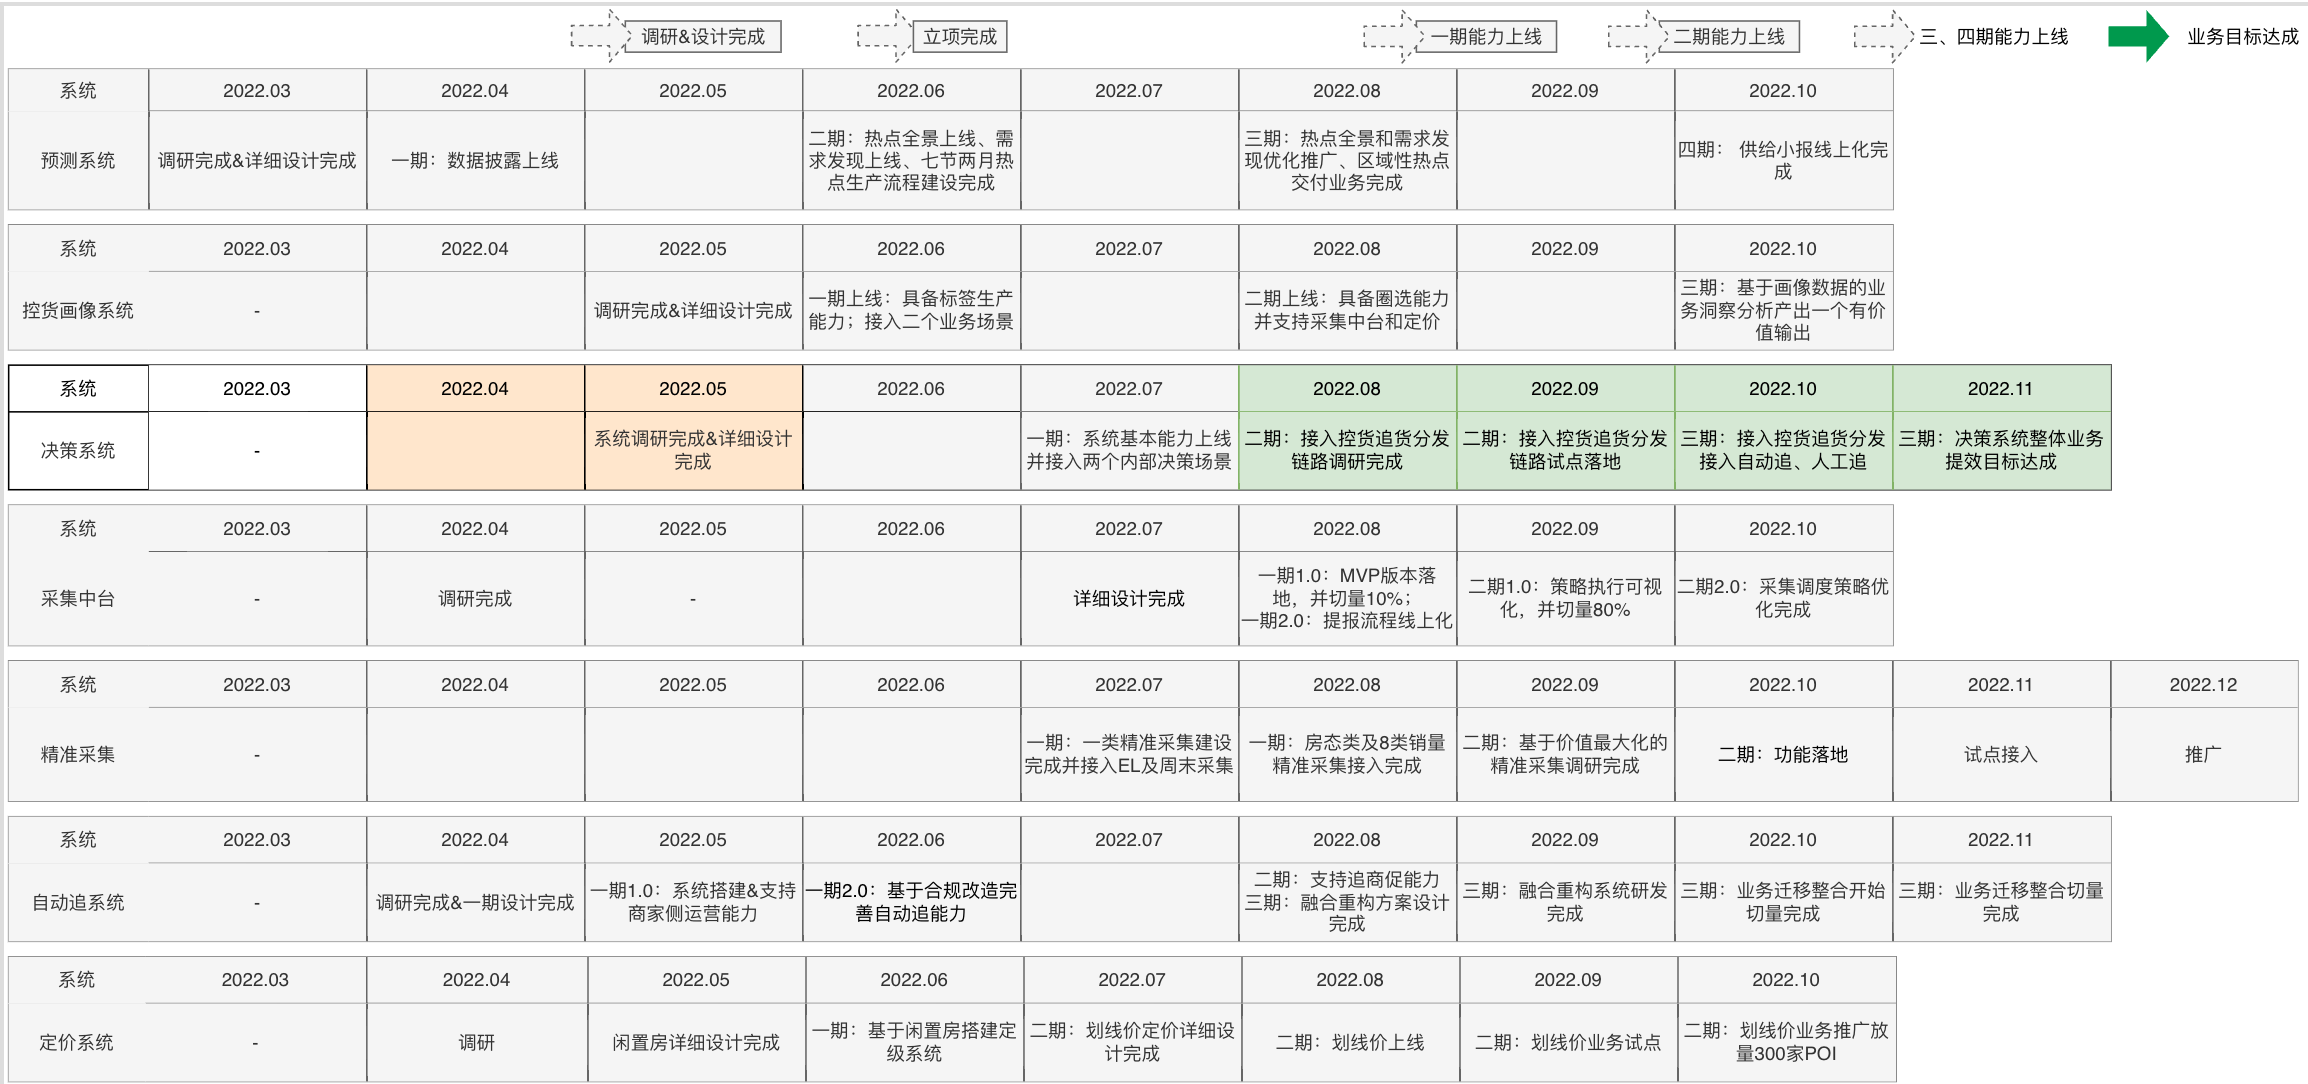 调研&设计完成
立项完成
一期能力上线
二期能力上线
三、四期能力上线
业务目标达成
系统
2022.03
2022.04
2022.05
2022.06
2022.07
2022.08
2022.09
2022.10
预测系统
调研完成&详细设计完成
一期：数据披露上线
二期：热点全景上线、需
求发现上线、七节两月热
点生产流程建设完成
三期：热点全景和需求发
现优化推广、区域性热点
交付业务完成
四期： 供给小报线上化完
成
系统
2022.03
2022.04
2022.05
2022.06
2022.07
2022.08
2022.09
2022.10
控货画像系统
-
调研完成&详细设计完成
一期上线：具备标签生产
能力；接入二个业务场景
二期上线：具备圈选能力
并支持采集中台和定价
三期：基于画像数据的业
务洞察分析产出一个有价
值输出
系统
2022.03
2022.04
2022.05
2022.06
2022.07
2022.08
2022.09
2022.10
2022.11
决策系统
-
系统调研完成&详细设计
完成
一期：系统基本能力上线
并接入两个内部决策场景
二期：接入控货追货分发
链路调研完成
二期：接入控货追货分发
链路试点落地
三期：接入控货追货分发
接入自动追、人工追
三期：决策系统整体业务
提效目标达成
系统
2022.03
2022.04
2022.05
2022.06
2022.07
2022.08
2022.09
2022.10
采集中台
-
调研完成
-
详细设计完成
一期1.0：MVP版本落
地，并切量10%；
一期2.0：提报流程线上化
二期1.0：策略执行可视
化，并切量80%
二期2.0：采集调度策略优
化完成
系统
2022.03
2022.04
2022.05
2022.06
2022.07
2022.08
2022.09
2022.10
2022.11
2022.12
精准采集
-
一期：一类精准采集建设
完成并接入EL及周末采集
一期：房态类及8类销量
精准采集接入完成
二期：基于价值最大化的
精准采集调研完成
二期：功能落地
试点接入
推广
系统
2022.03
2022.04
2022.05
2022.06
2022.07
2022.08
2022.09
2022.10
2022.11
自动追系统
-
调研完成&一期设计完成
一期1.0：系统搭建&支持
商家侧运营能力
一期2.0：基于合规改造完
善自动追能力
二期：支持追商促能力
三期：融合重构方案设计
完成
三期：融合重构系统研发
完成
三期：业务迁移整合开始
切量完成
三期：业务迁移整合切量
完成
系统
2022.03
2022.04
2022.05
2022.06
2022.07
2022.08
2022.09
2022.10
定价系统
-
调研
闲置房详细设计完成
一期：基于闲置房搭建定
级系统
二期：划线价定价详细设
计完成
二期：划线价上线
二期：划线价业务试点
二期：划线价业务推广放
量300家POI